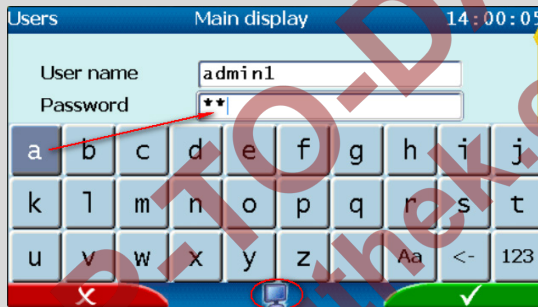 Users Main display 14:00:05
User name admin1
Password **
a b c d e f g h i j
k l m n o p q r s t
u v w x y z Aa <- 123